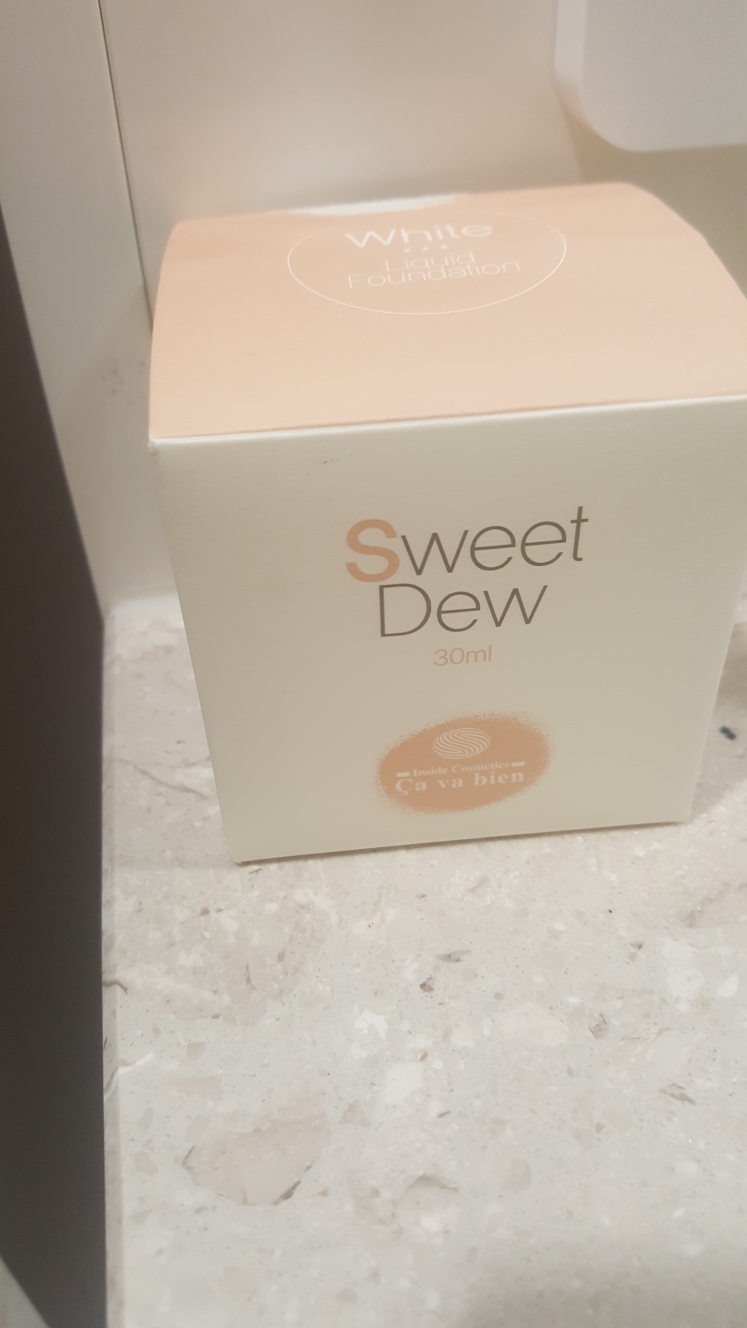 White
Liquid
Foundation
Sweet
Dew
30ml
Inside Cosmetics
Ça va bien